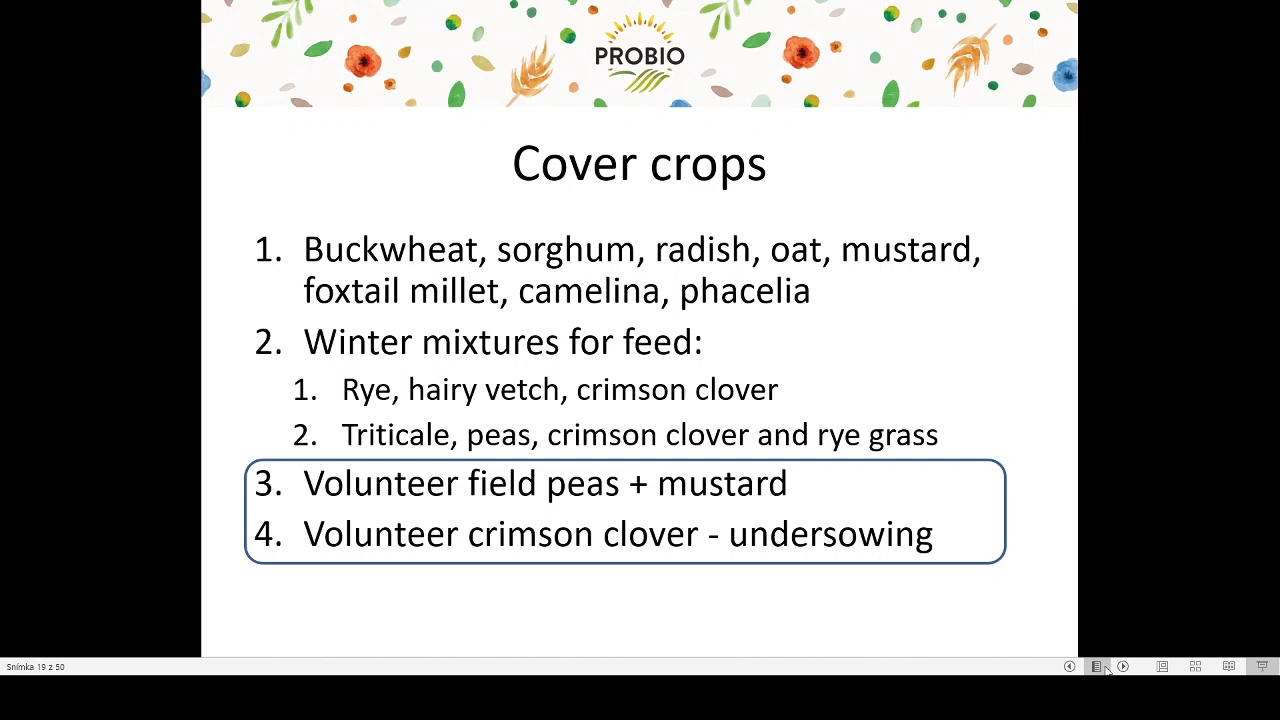 PROBIO
Cover crops
1. Buckwheat, sorghum, radish, oat, mustard,
foxtail millet, camelina, phacelia
2. Winter mixtures for feed:
1. Rye, hairy vetch, crimson clover
2. Triticale, peas, crimson clover and rye grass
3. Volunteer field peas + mustard
4. Volunteer crimson clover - undersowing
Snímka 19 z 50